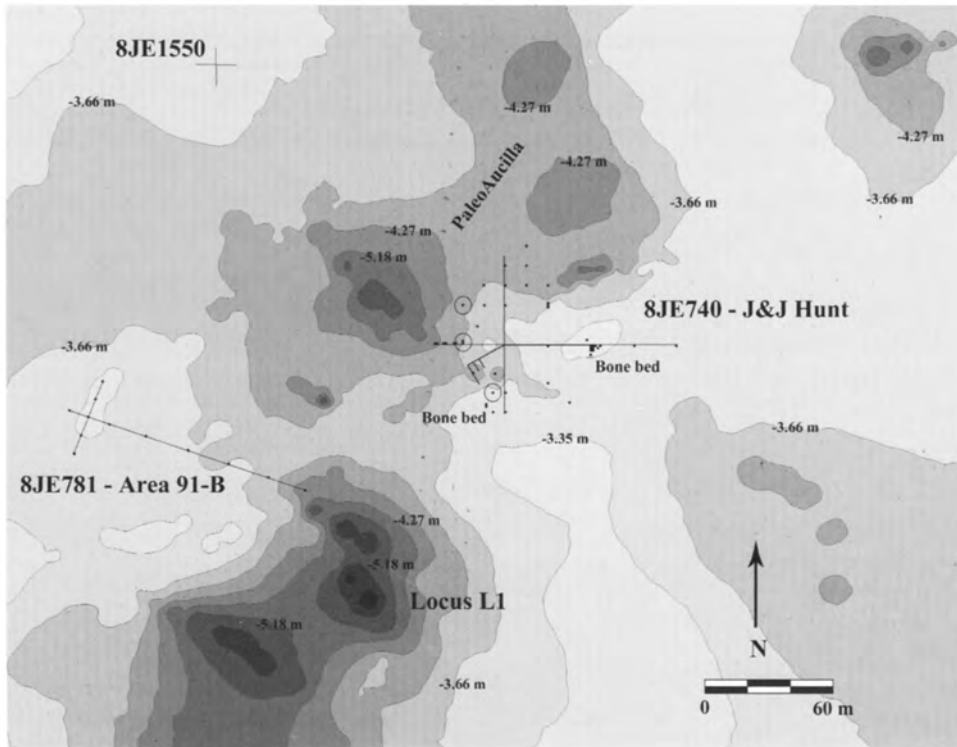 8JE1550
-3.66 m
-4.27 m
-4.27 m
-4.27 m
PaleoAucilla
-3.66 m
-3.66 m
-4.27 m
-5.18 m
8JE740 - J&J Hunt
-3.66 m
Bone bed
Bone bed
-3.66 m
-3.35 m
8JE781 - Area 91-B
-4.27 m
-5.18 m
Locus L1
-5.18 m
-3.66 m
N
0 60 m